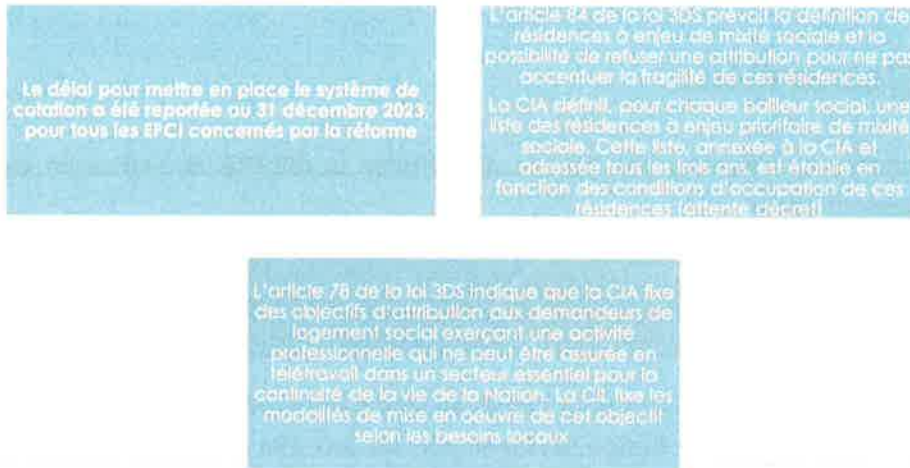 Le délai pour mettre en place le système de
cotation a été reportée au 31 décembre 2023
pour tous les EPCI concernés par la réforme
L'article 84 de la loi 3DS prévoit la définition de
résidences à enjeu de mixité sociale et la
possibilité de refuser une attribution pour ne pas
accentuer la fragilité de ces résidences.
La CIA définit, pour chaque bailleur social, une
liste des résidences à enjeu prioritaire de mixité
sociale. Cette liste, annexée à la CIA et
adressée tous les trois ans, est établie en
fonction des conditions d'occupation de ces
résidences (attente décret)
L'article 78 de la loi 3DS indique que la CIA fixe
des objectifs d'attribution aux demandeurs de
logement social exerçant une activité
professionnelle qui ne peut être assurée en
télétravail dans un secteur essentiel pour la
continuité de la vie de la Nation. La CIL fixe les
modalités de mise en oeuvre de cet objectif
selon les besoins locaux